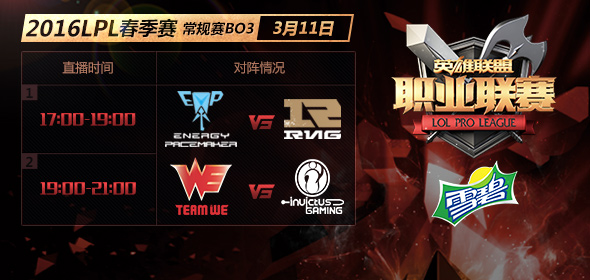 2016LPL春季赛 常规赛BO3 3月11日
直播时间 对阵情况
1
17:00-19:00 EP ENERGY PACEMAKER VS RNG
2
19:00-21:00 WE TEAM WE VS iG INVICTUS GAMING
英雄联盟
职业联赛
LOL PRO LEAGUE
雪碧